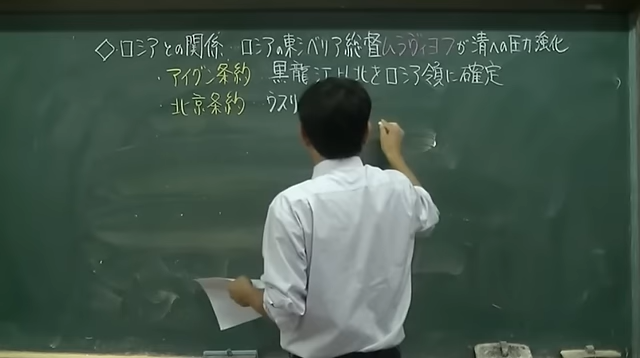 ◇ロシアとの関係 ロシアの東シベリア総督ムラヴィヨフが清への圧力強化
・アイグン条約 黒龍江以北をロシア領に確定
・北京条約 ウスリ